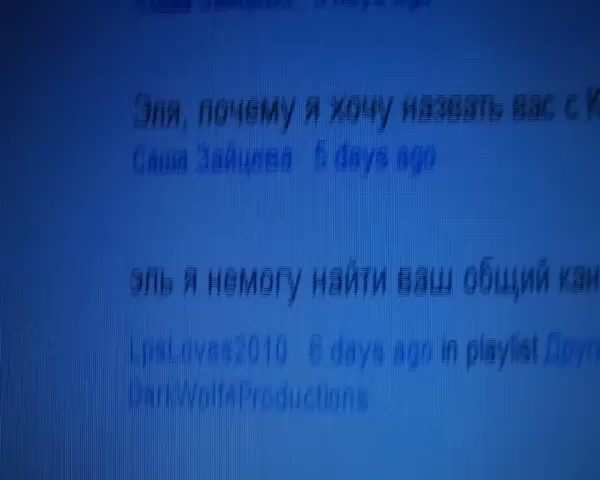 Эля, почему я хочу назвать вас с
Саша Зайцева 5 days ago
эль я немогу найти ваш общий
LpsLoves2010 6 days ago in playlist
DarkWolf4Productions